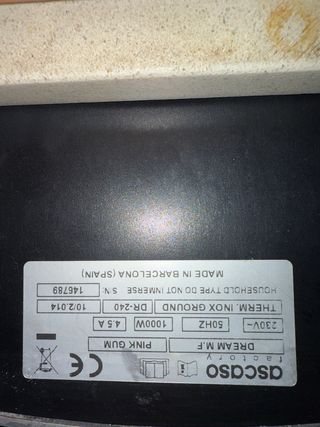 ascaso
factory
CE
DREAM M.F PINK GUM
230V~ 50HZ 1000W 4.5 A
THERM. INOX GROUND DR-240 10/2.014
HOUSEHOLD TYPE DO NOT INMERSE S.N: 146789
MADE IN BARCELONA (SPAIN)